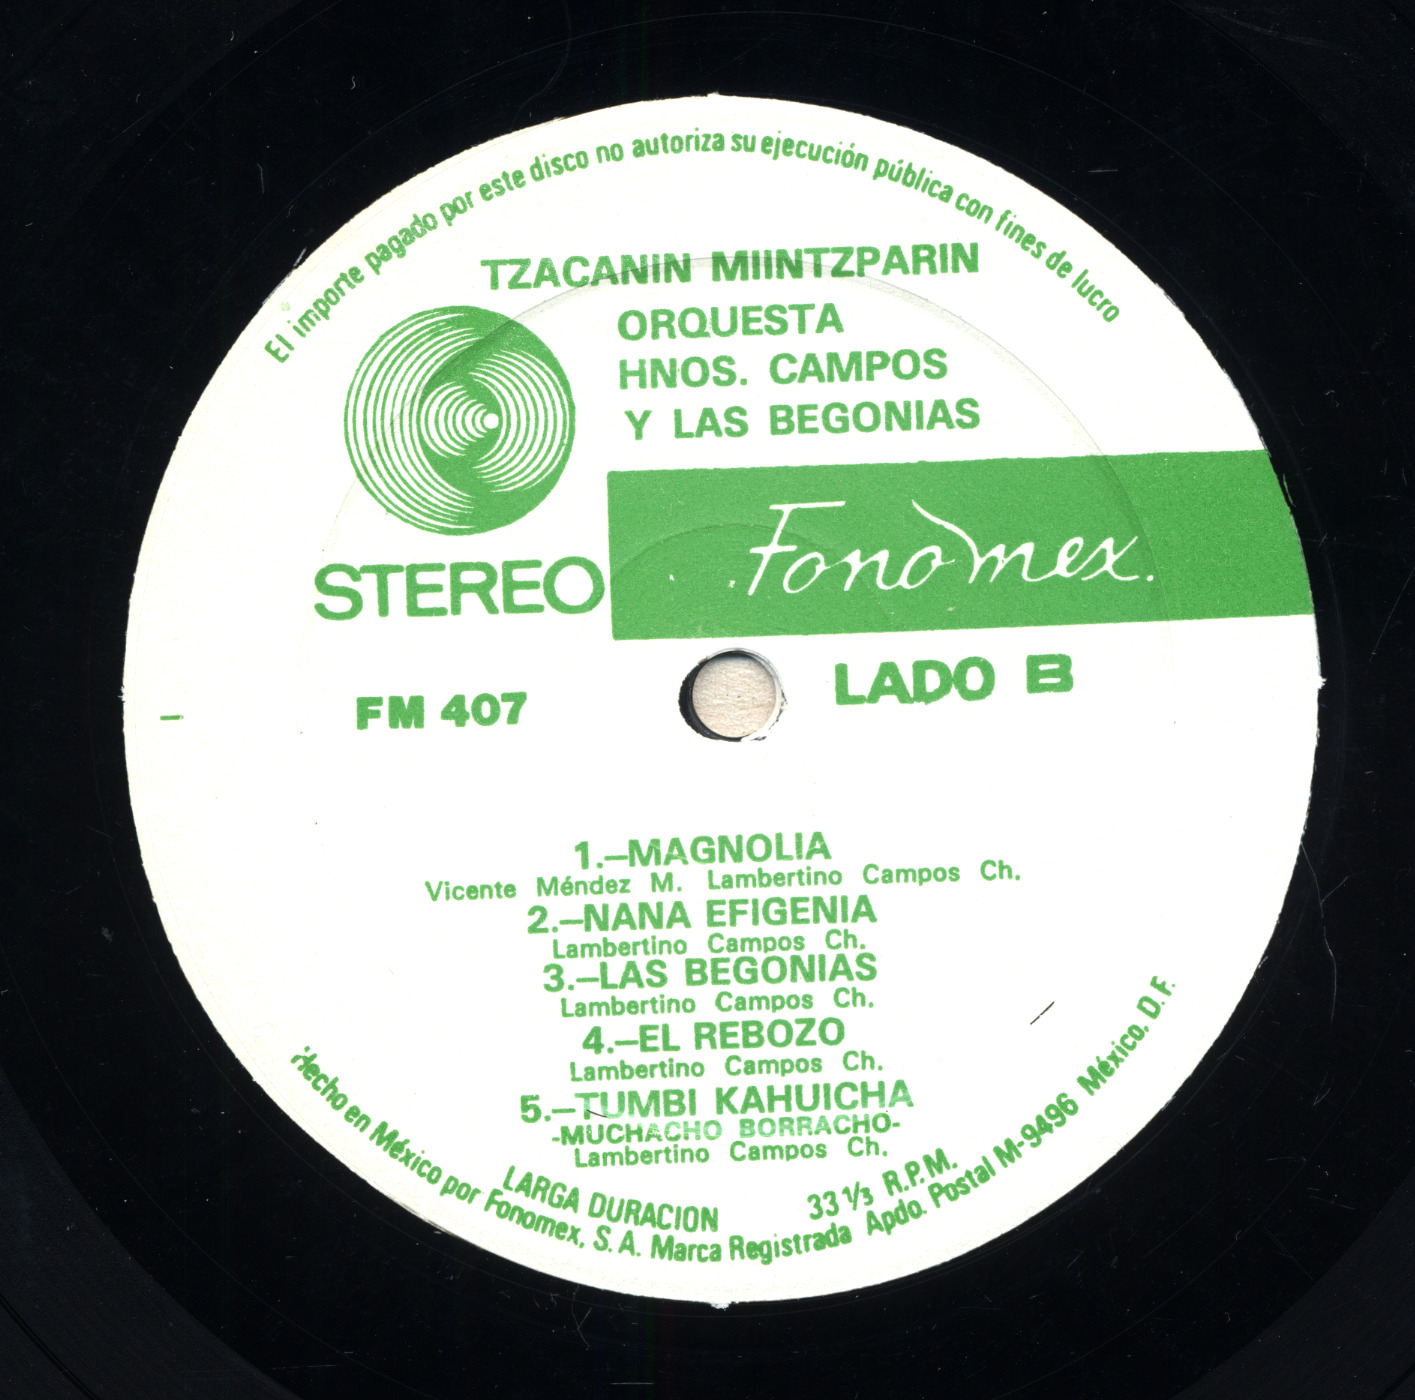 El importe pagado por este disco no autoriza su ejecución pública con fines de lucro
TZACANIN MIINTZPARIN
ORQUESTA
HNOS. CAMPOS
Y LAS BEGONIAS
STEREO
Fonomex.
FM 407
LADO B
1.—MAGNOLIA
Vicente Méndez M. Lambertino Campos Ch.
2.—NANA EFIGENIA
Lambertino Campos Ch.
3.—LAS BEGONIAS
Lambertino Campos Ch.
4.—EL REBOZO
Lambertino Campos Ch.
5.—TUMBI KAHUICHA
-MUCHACHO BORRACHO-
Lambertino Campos Ch.
LARGA DURACION 33 1/3 R.P.M.
Hecho en México por Fonomex, S. A. Marca Registrada Apdo. Postal M-9496 México, D. F.